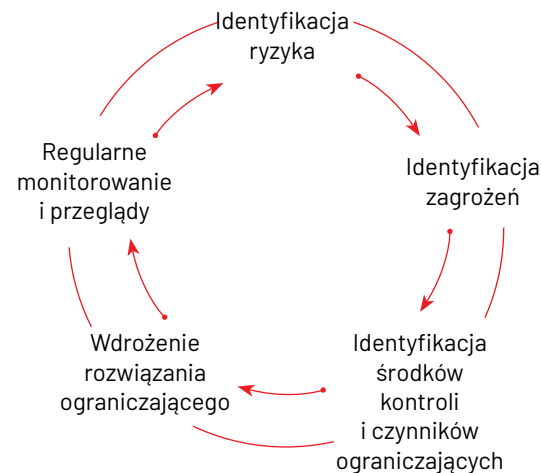 Identyfikacja
ryzyka
Identyfikacja
zagrożeń
Identyfikacja
środków
kontroli
i czynników
ograniczających
Wdrożenie
rozwiązania
ograniczającego
Regularne
monitorowanie
i przeglądy